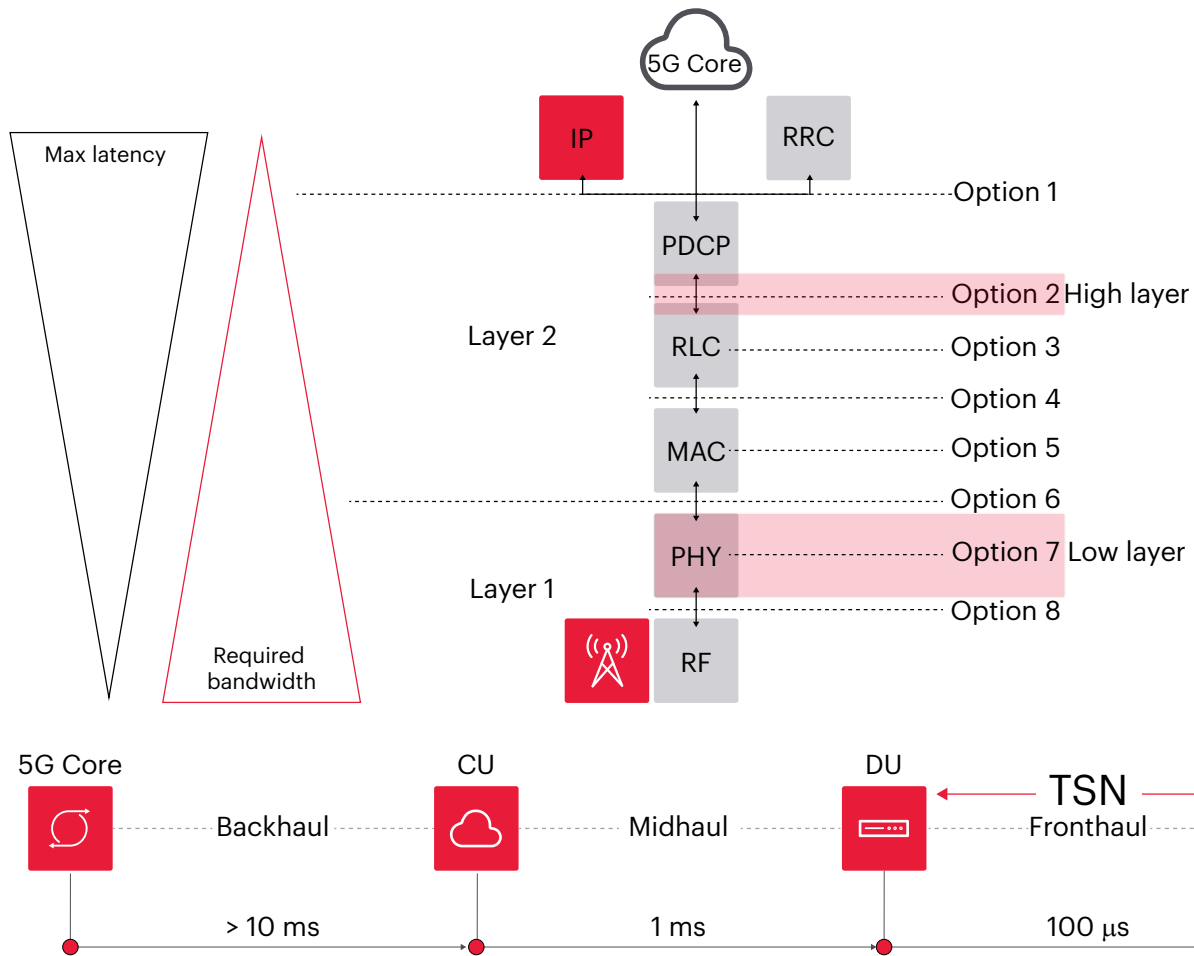 5G Core
IP
RRC
Max latency
Option 1
PDCP
Option 2 High layer
Layer 2
RLC
Option 3
Option 4
MAC
Option 5
Option 6
PHY
Option 7 Low layer
Layer 1
Option 8
Required
bandwidth
RF
5G Core
CU
DU
TSN
Backhaul
Midhaul
Fronthaul
> 10 ms
1 ms
100 μs